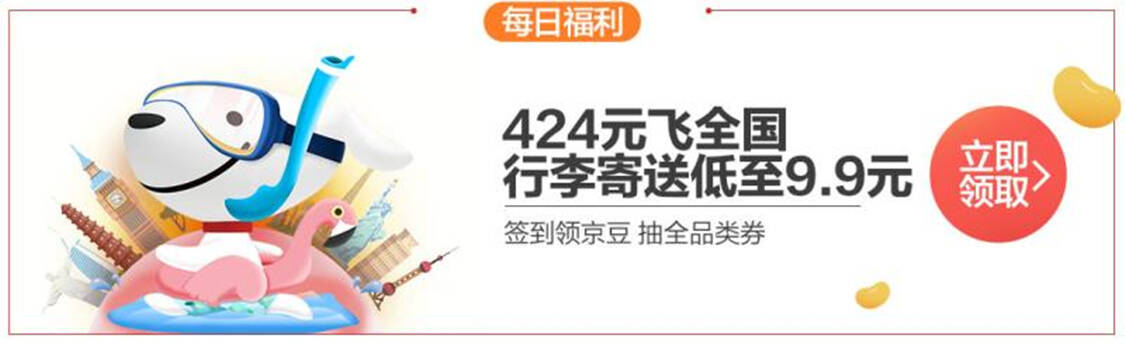 每日福利
424元飞全国
行李寄送低至9.9元
签到领京豆 抽全品类券
立即
领取